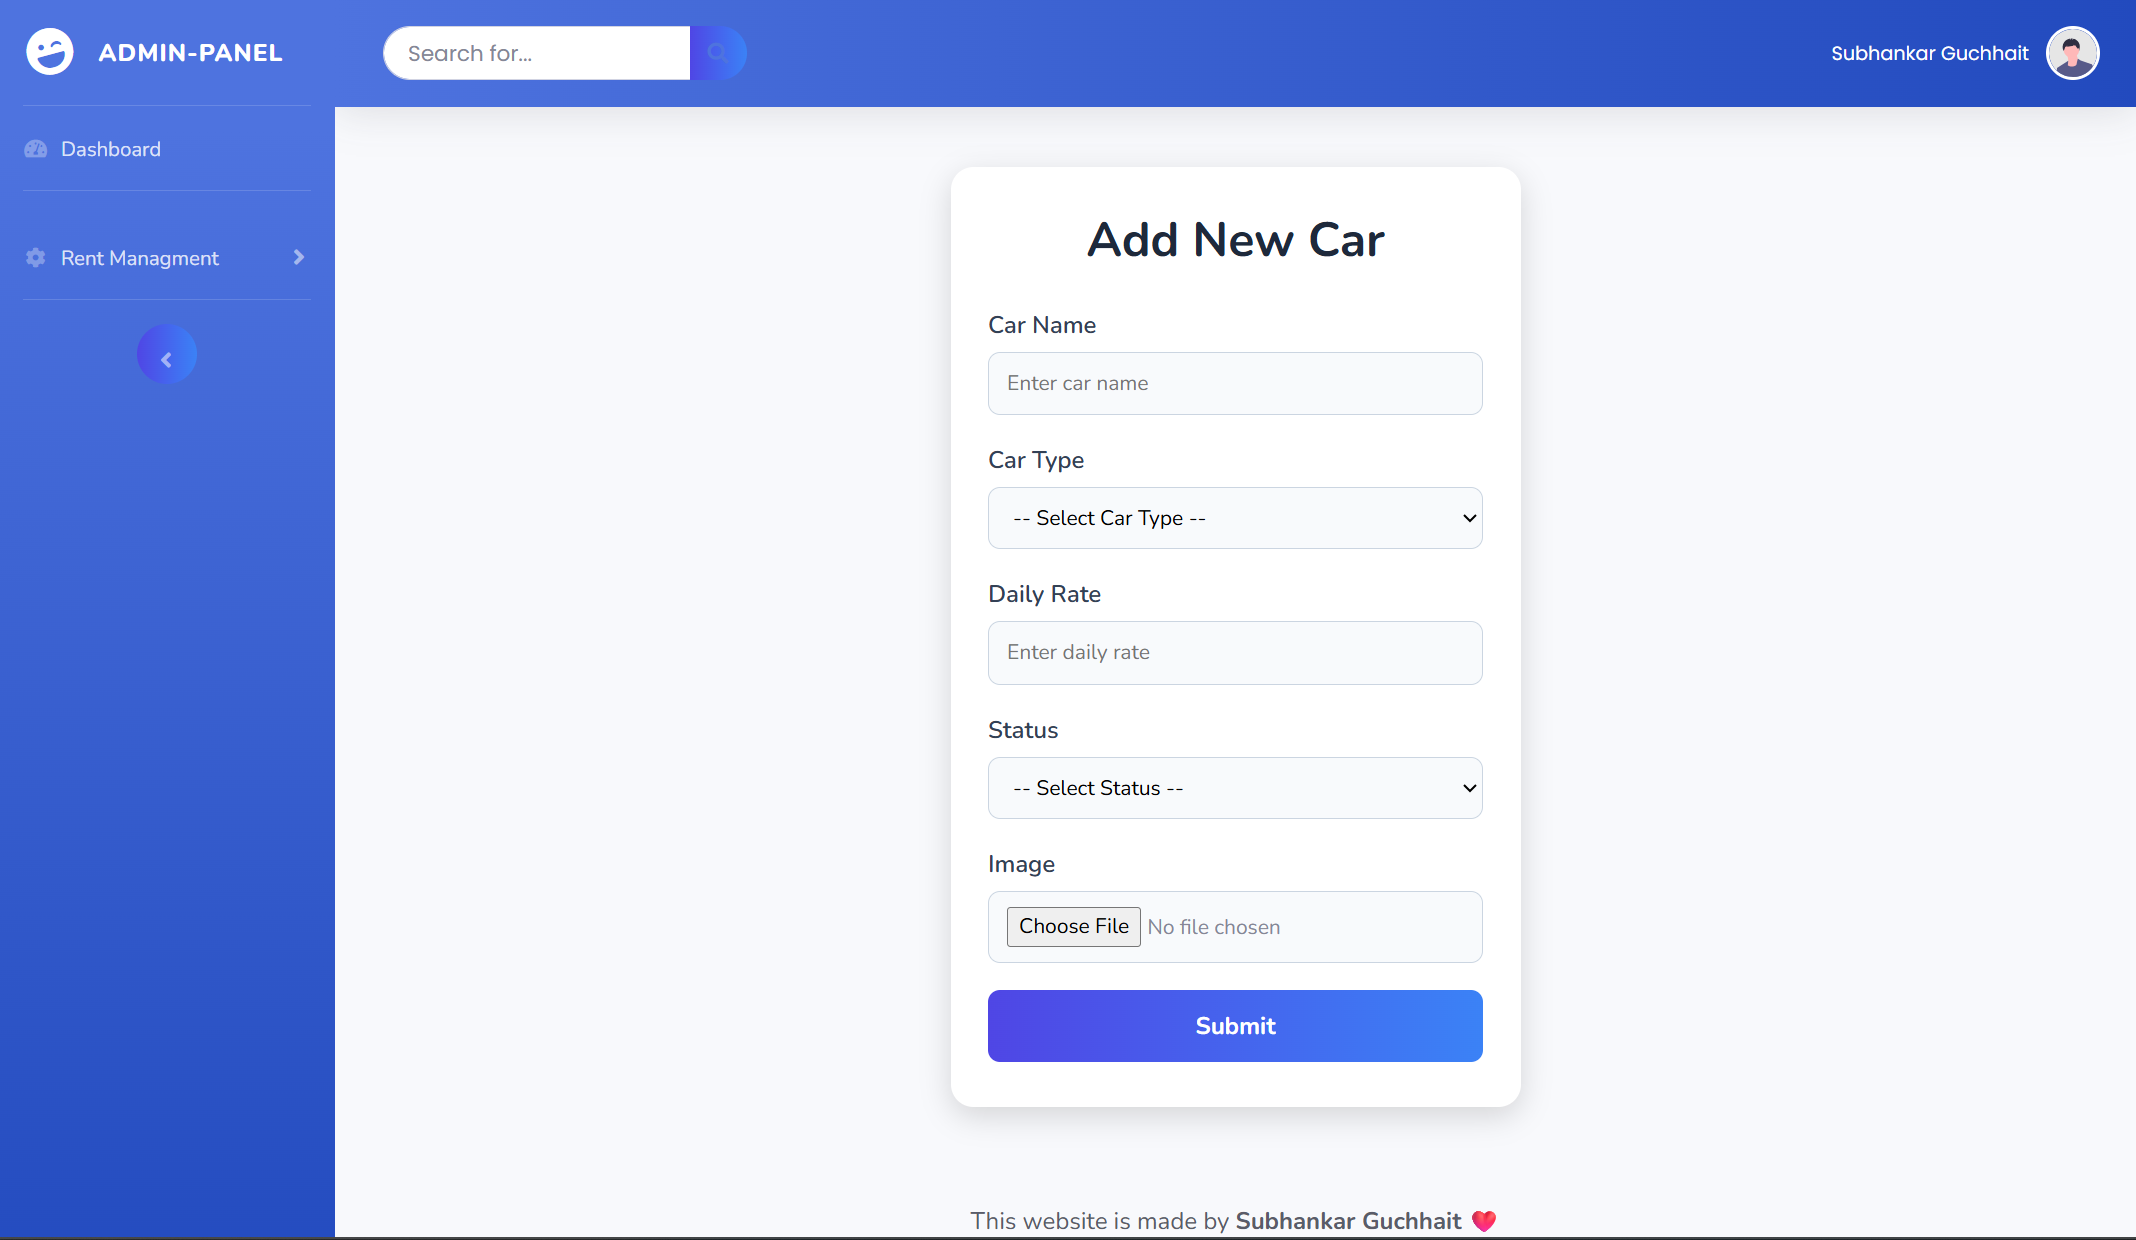 ADMIN-PANEL
Search for...
Subhankar Guchhait
Dashboard
Rent Managment
Add New Car
Car Name
Enter car name
Car Type
-- Select Car Type --
Daily Rate
Enter daily rate
Status
-- Select Status --
Image
Choose File No file chosen
Submit
This website is made by Subhankar Guchhait ❤️